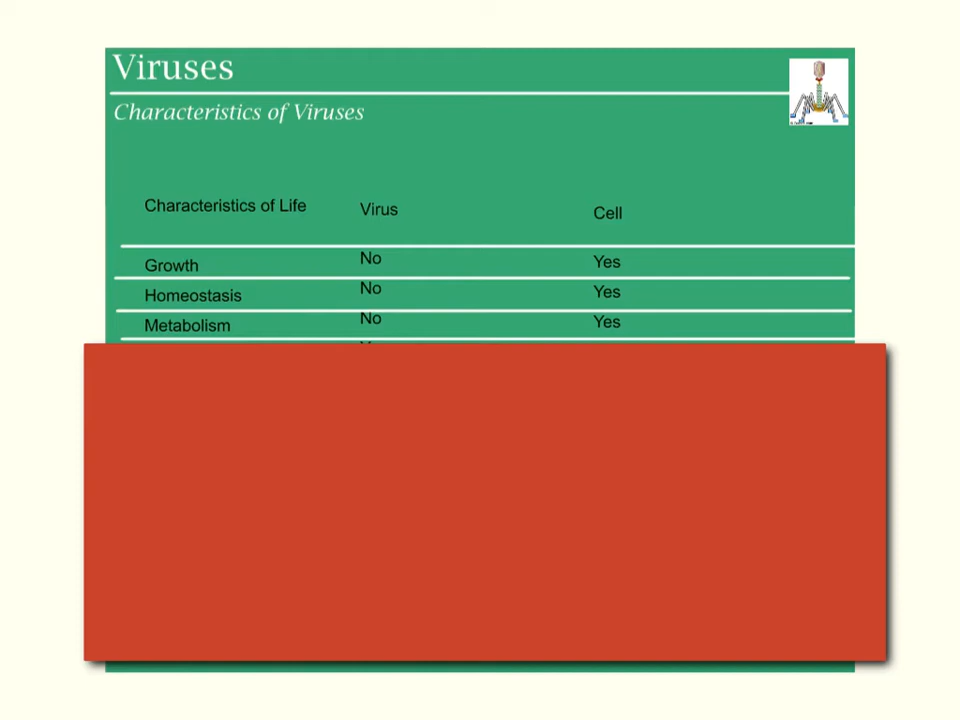 Viruses
Characteristics of Viruses
Characteristics of Life Virus Cell
Growth No Yes
Homeostasis No Yes
Metabolism No Yes